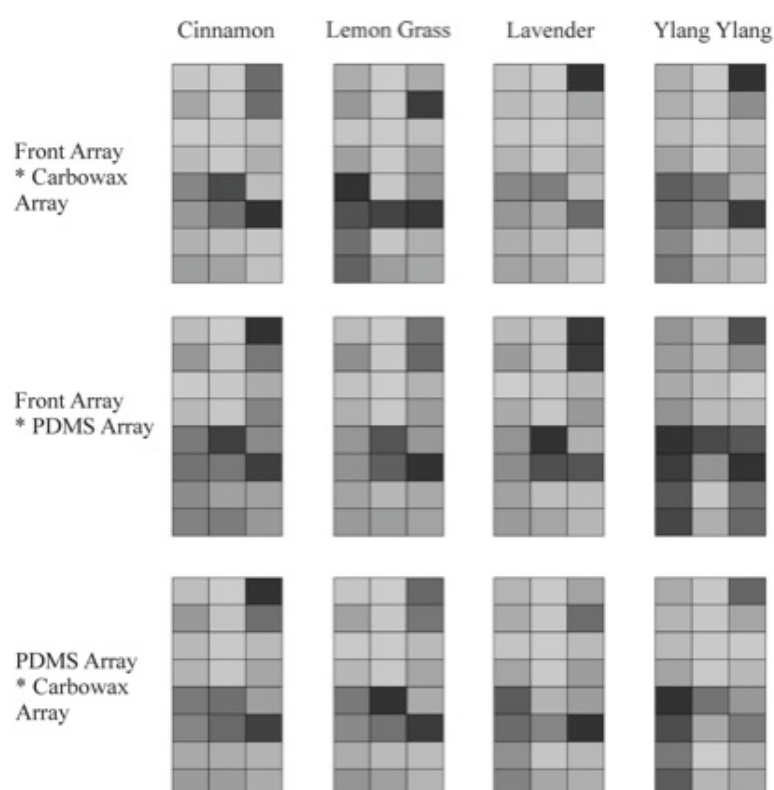 Cinnamon Lemon Grass Lavender Ylang Ylang
Front Array
* Carbowax
Array
Front Array
* PDMS Array
PDMS Array
* Carbowax
Array